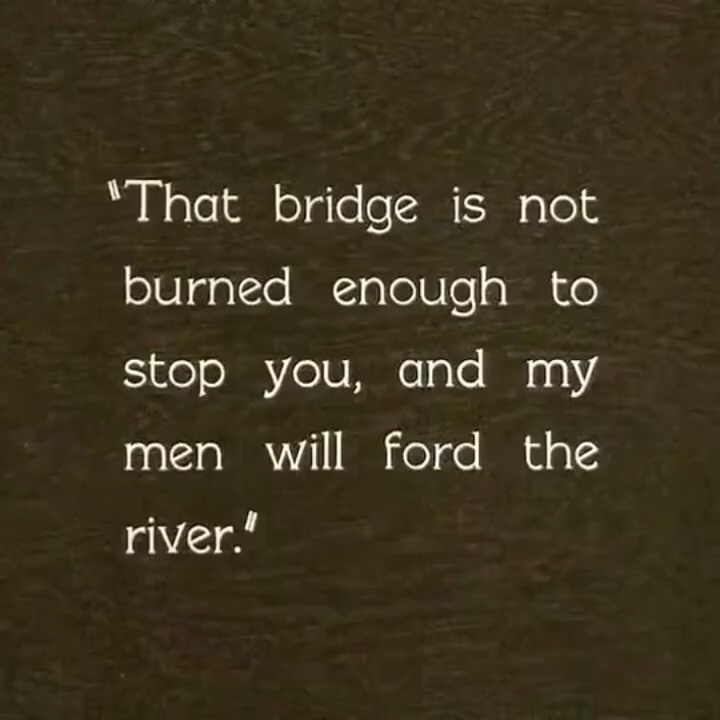 "That bridge is not
burned enough to
stop you, and my
men will ford the
river."